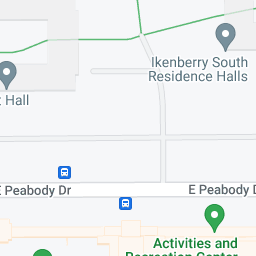 Ikenberry South
Residence Halls
Hall
E Peabody Dr
E Peabody D
Activities and
Recreation Center